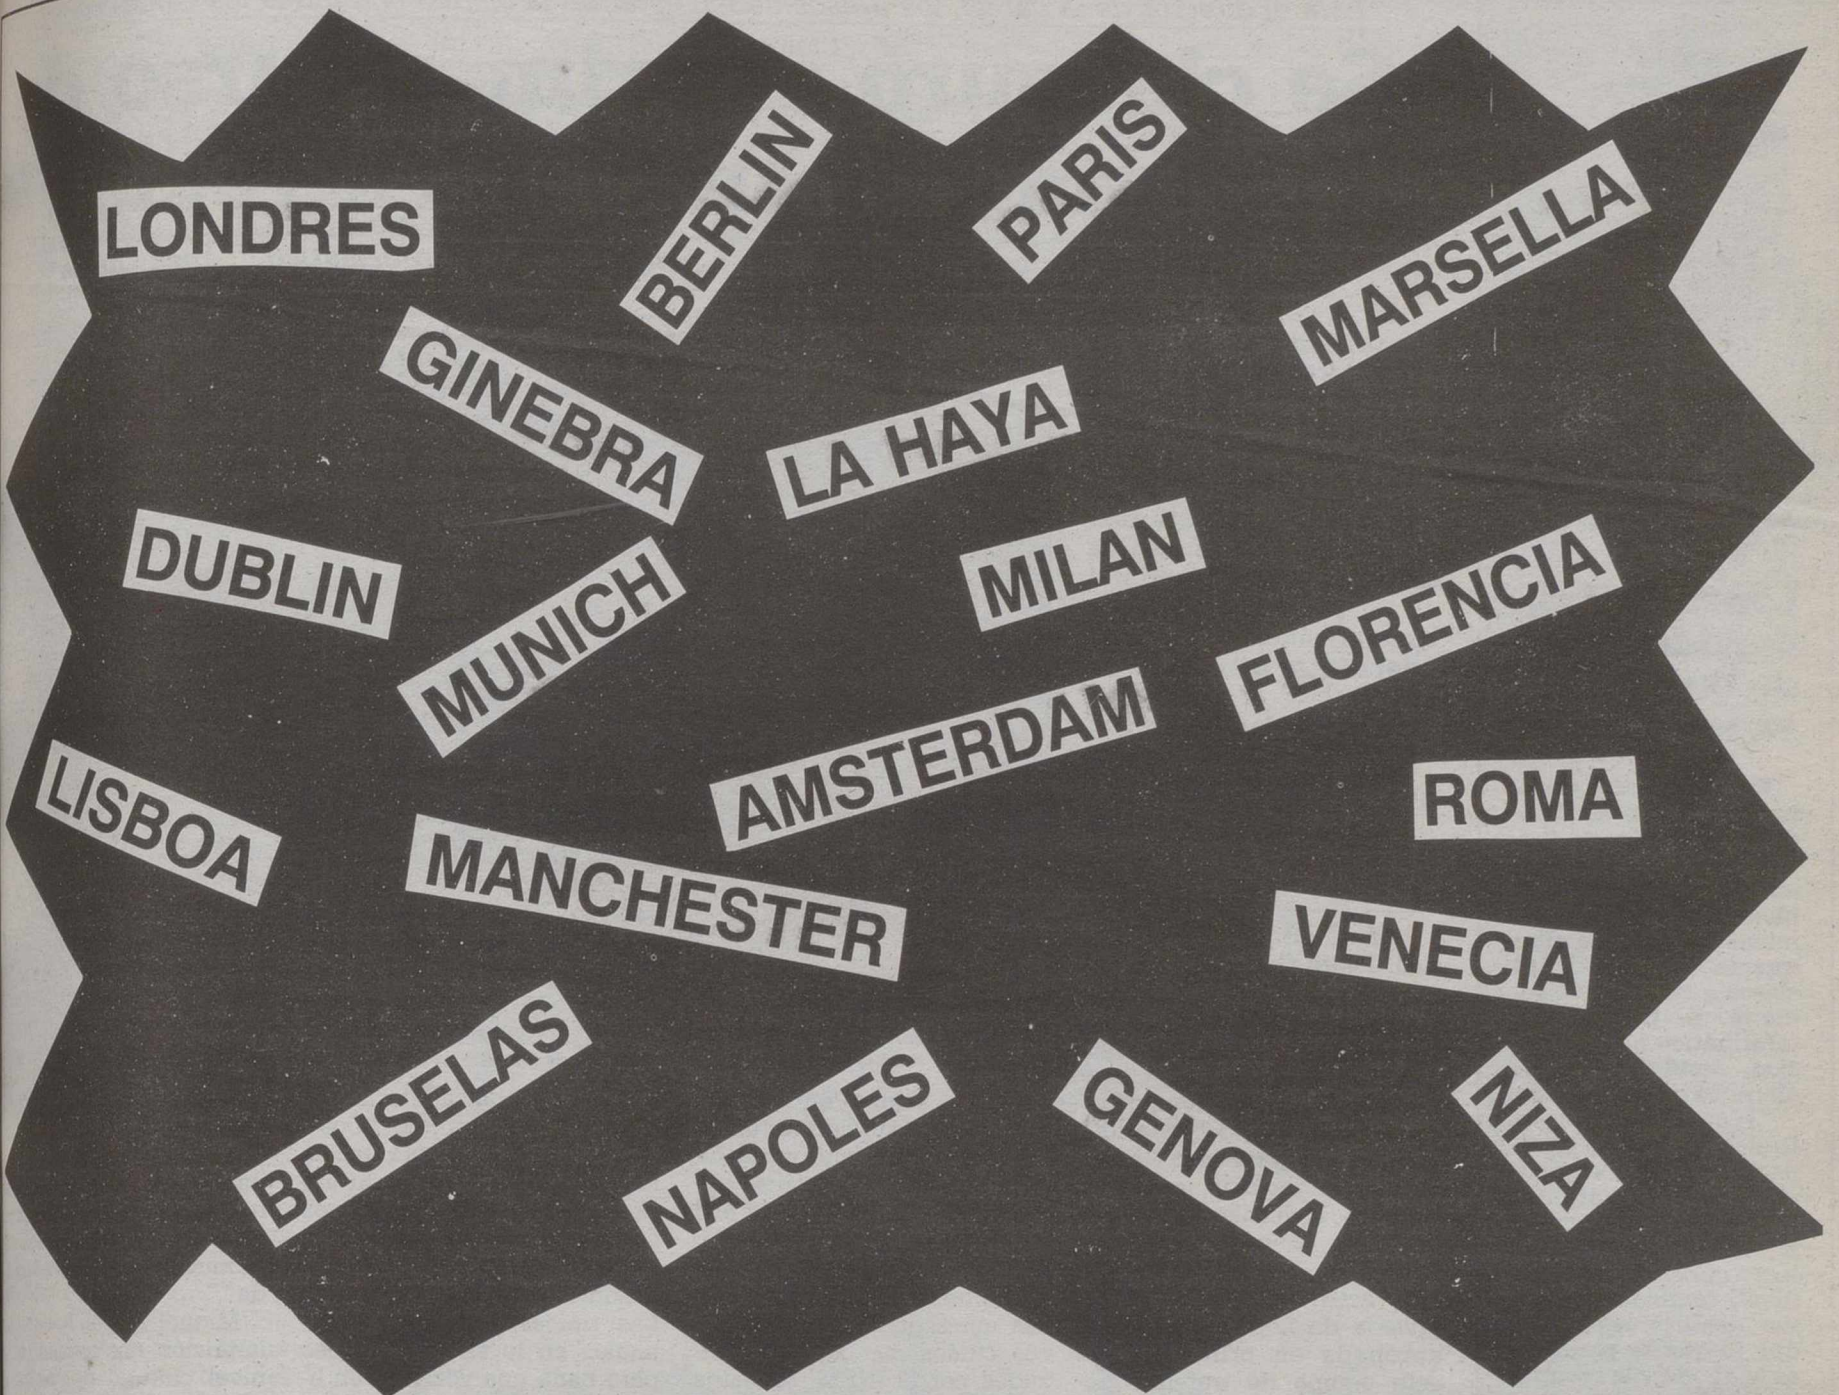 LONDRES
BERLIN
PARIS
MARSELLA
GINEBRA
LA HAYA
DUBLIN
MUNICH
MILAN
FLORENCIA
LISBOA
AMSTERDAM
ROMA
MANCHESTER
VENECIA
BRUSELAS
NAPOLES
GENOVA
NIZA